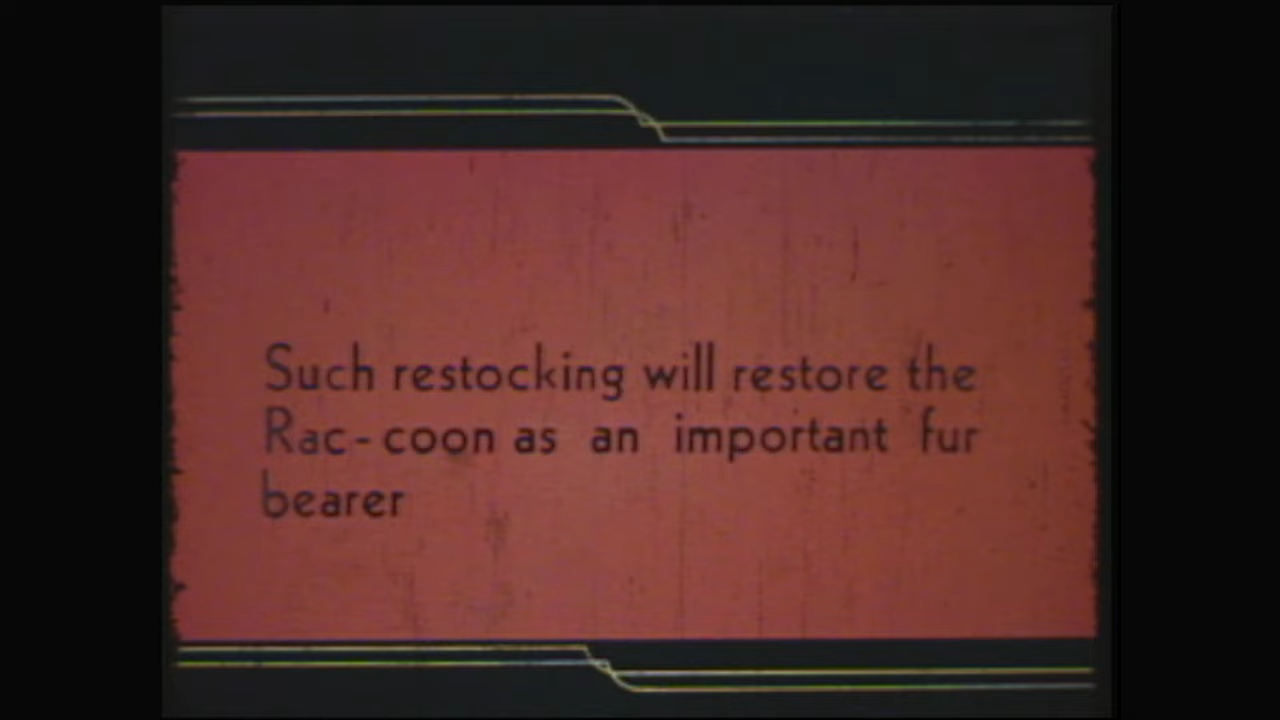 Such restocking will restore the
Rac-coon as an important fur
bearer